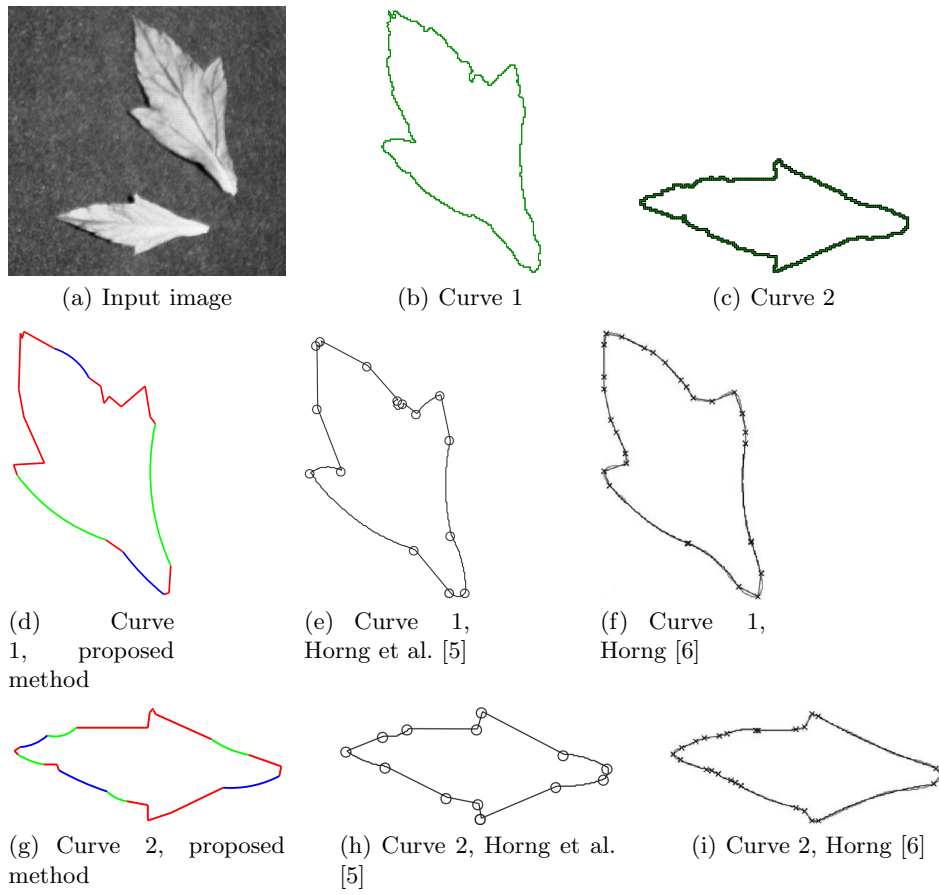 (a) Input image
(b) Curve 1
(c) Curve 2
(d) Curve
1, proposed
method
(e) Curve 1,
Horng et al. [5]
(f) Curve 1,
Horng [6]
(g) Curve 2, proposed
method
(h) Curve 2, Horng et al.
[5]
(i) Curve 2, Horng [6]